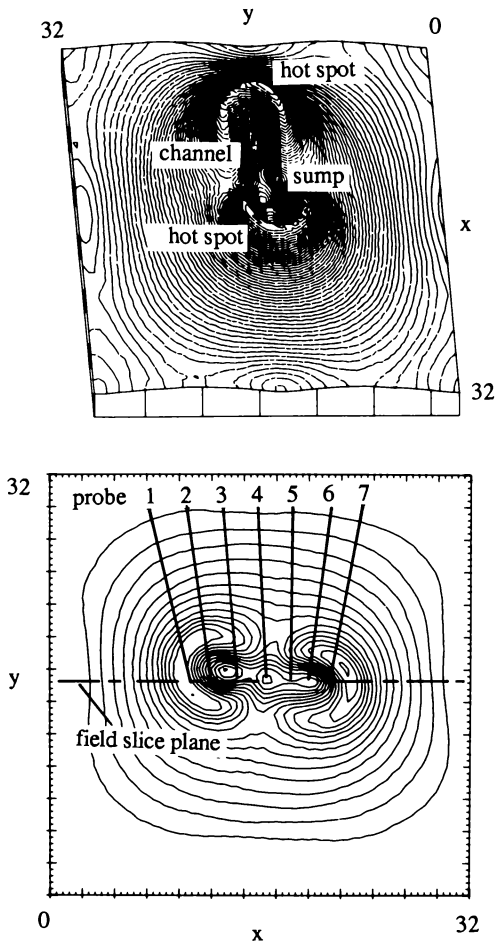 y
32
0
hot spot
channel
sump
hot spot
x
32
32
probe 1 2 3 4 5 6 7
y
field slice plane
0
x
32